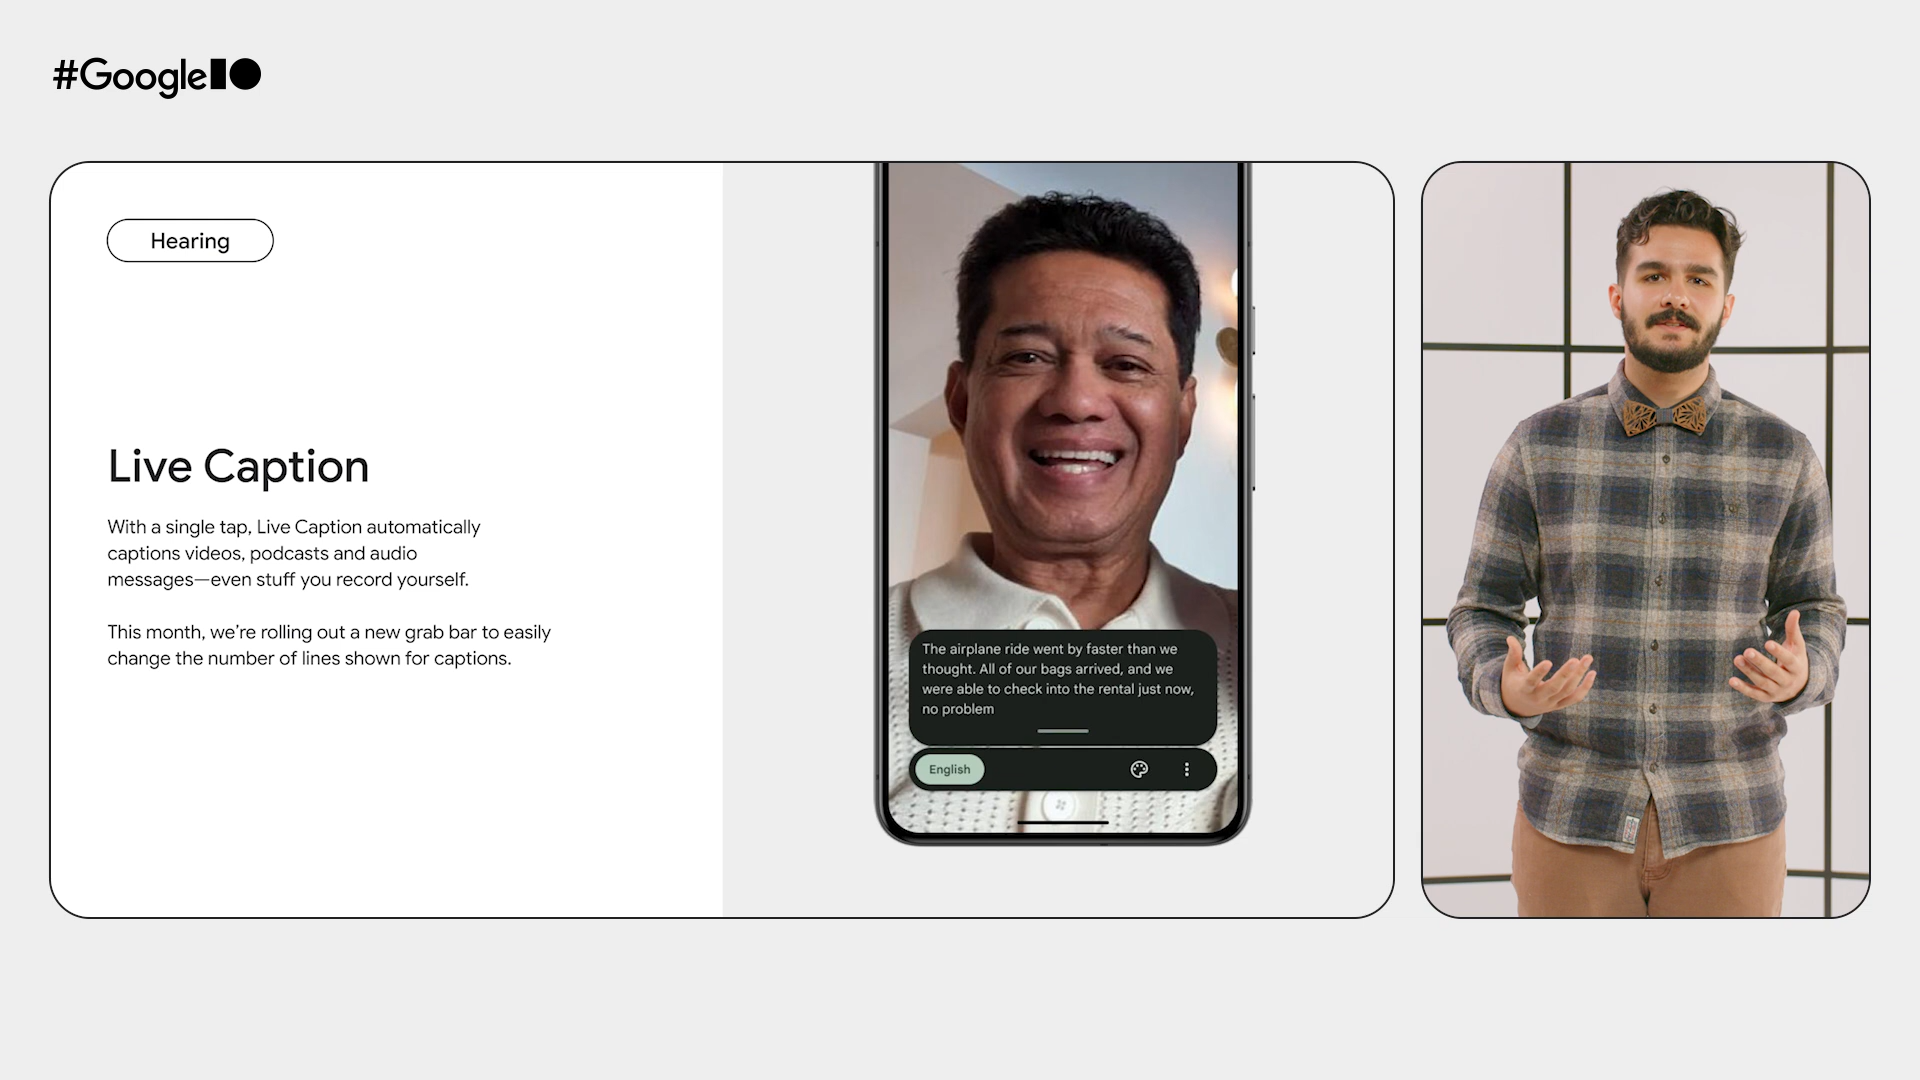 #GoogleIO
Hearing
Live Caption
With a single tap, Live Caption automatically
captions videos, podcasts and audio
messages—even stuff you record yourself.
This month, we’re rolling out a new grab bar to easily
change the number of lines shown for captions.
The airplane ride went by faster than we
thought. All of our bags arrived, and we
were able to check into the rental just now,
no problem
English